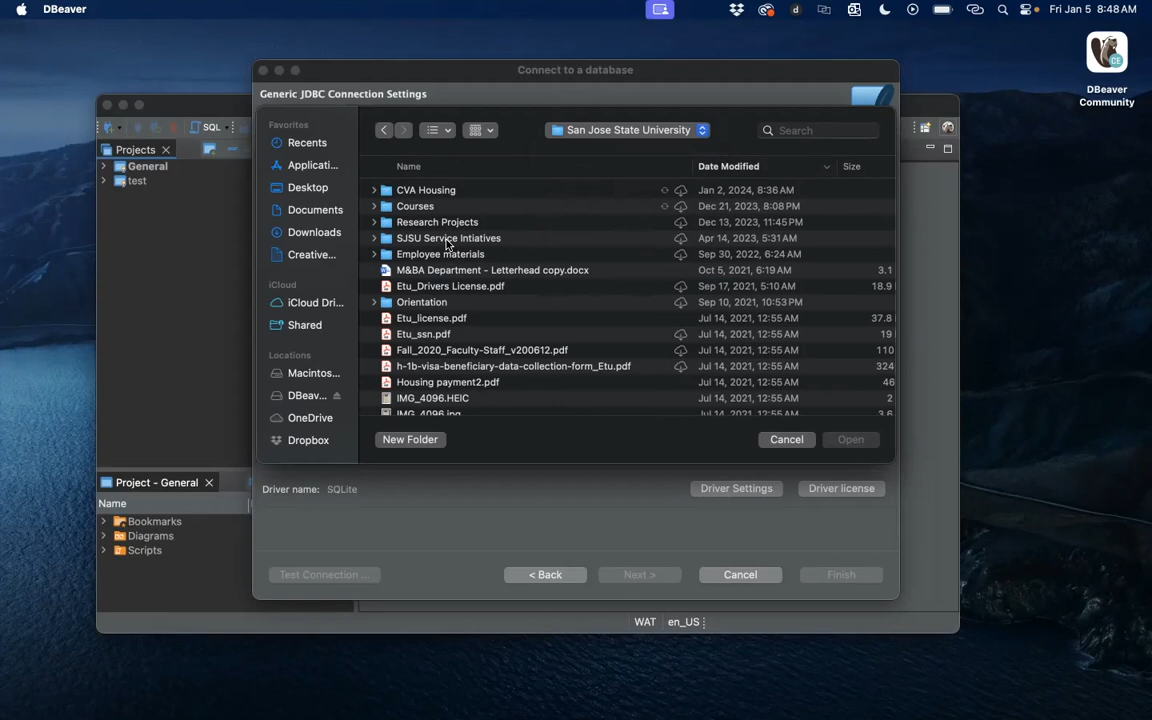 DBeaver
Fri Jan 5 8:48 AM
DBeaver
Community
Connect to a database
Generic JDBC Connection Settings
SQL
Projects
General
test
Favorites
Recents
Applicati...
Desktop
Documents
Downloads
Creative...
iCloud
iCloud Dri...
Shared
Locations
Macintos...
DBeav...
OneDrive
Dropbox
San Jose State University
Search
Name Date Modified Size
CVA Housing Jan 2, 2024, 8:36 AM
Courses Dec 21, 2023, 8:08 PM
Research Projects Dec 13, 2023, 11:45 PM
SJSU Service Intiatives Apr 14, 2023, 5:31 AM
Employee materials Sep 30, 2022, 6:24 AM
M&BA Department - Letterhead copy.docx Oct 5, 2021, 6:19 AM 3.1
Etu_Drivers License.pdf Sep 17, 2021, 5:10 AM 18.9
Orientation Sep 10, 2021, 10:53 PM
Etu_license.pdf Jul 14, 2021, 12:55 AM 37.8
Etu_ssn.pdf Jul 14, 2021, 12:55 AM 19
Fall_2020_Faculty-Staff_v200612.pdf Jul 14, 2021, 12:55 AM 110
h-1b-visa-beneficiary-data-collection-form_Etu.pdf Jul 14, 2021, 12:55 AM 324
Housing payment2.pdf Jul 14, 2021, 12:55 AM 46
IMG_4096.HEIC Jul 14, 2021, 12:55 AM 2
IMG_4096.jpg Jul 14, 2021, 12:55 AM 3.6
New Folder Cancel Open
Project - General
Name
Bookmarks
Diagrams
Scripts
Driver name: SQLite Driver Settings Driver license
Test Connection ... < Back Next > Cancel Finish
WAT en_US